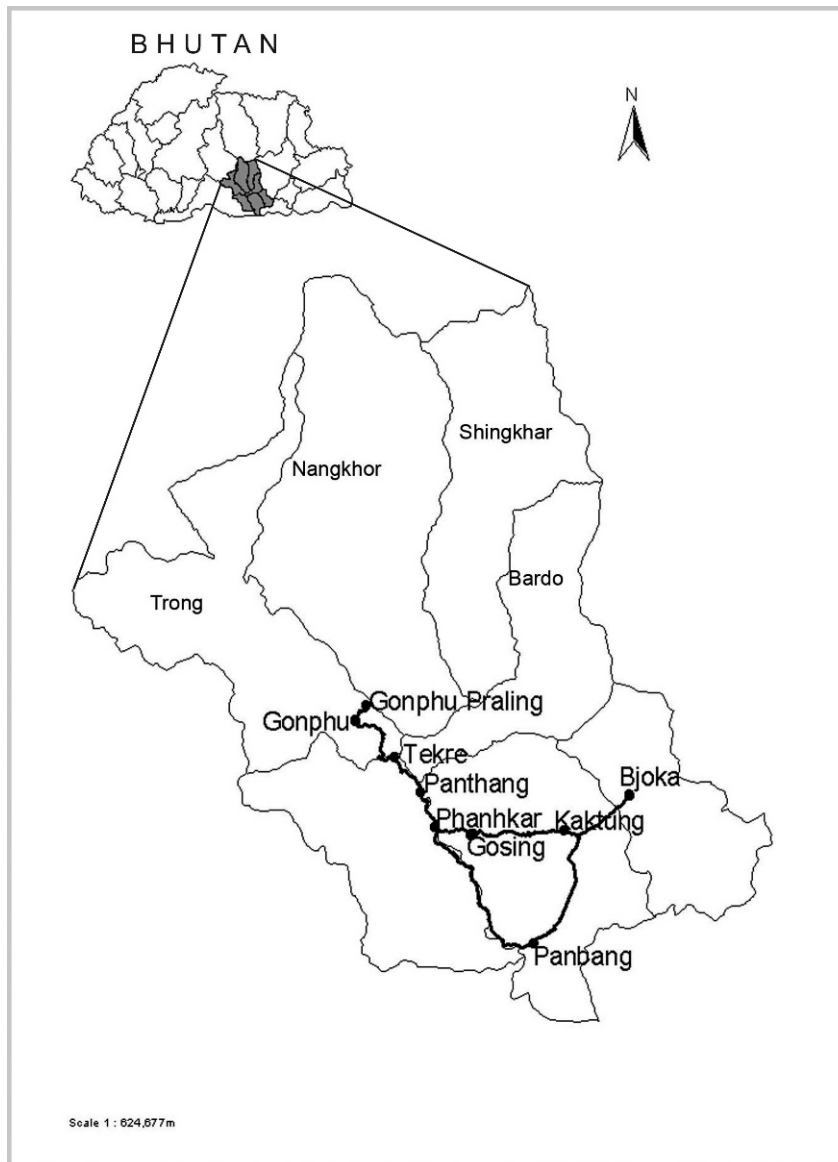 BHUTAN
N
Shingkhar
Nangkhor
Bardo
Trong
Gonphu Praling
Gonphu
Tekre
Panthang
Bjoka
Phanhkar
Kaktung
Gosing
Panbang
Scale 1 : 624,677m